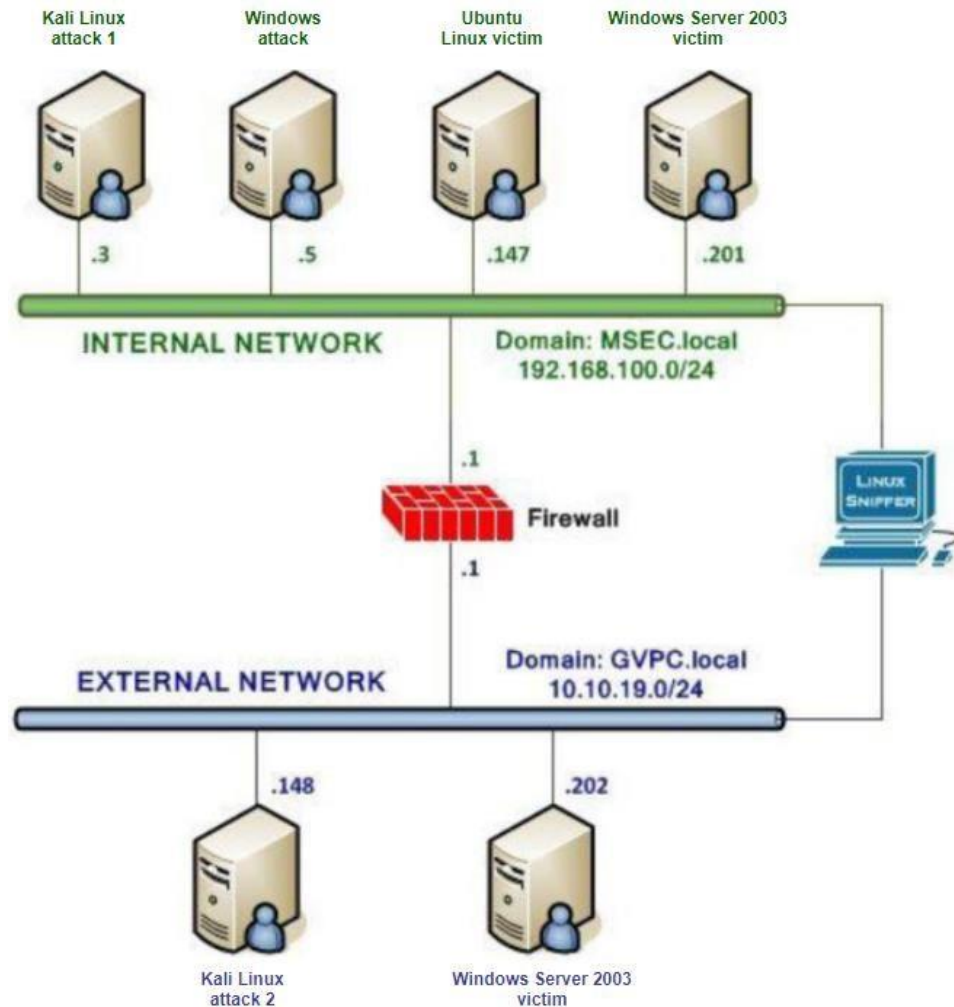 Kali Linux
attack 1
Windows
attack
Ubuntu
Linux victim
Windows Server 2003
victim
.3
.5
.147
.201
INTERNAL NETWORK
Domain: MSEC.local
192.168.100.0/24
.1
Firewall
.1
LINUX
SNIFFER
EXTERNAL NETWORK
Domain: GVPC.local
10.10.19.0/24
.148
.202
Kali Linux
attack 2
Windows Server 2003
victim